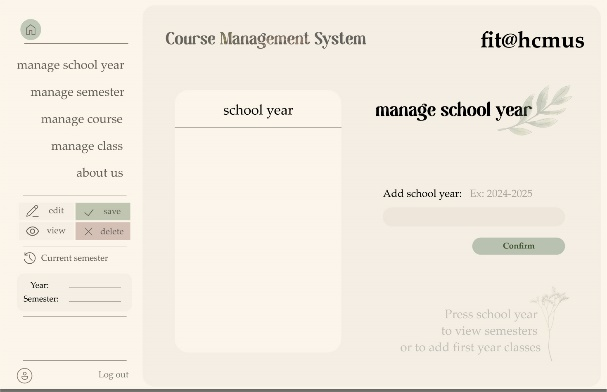 manage school year
manage semester
manage course
manage class
about us
edit
save
view
delete
Current semester
Year:
Semester:
Log out
Course Management System
fit@hcmus
school year
manage school year
Add school year: Ex: 2024-2025
Confirm
Press school year
to view semesters
or to add first year classes